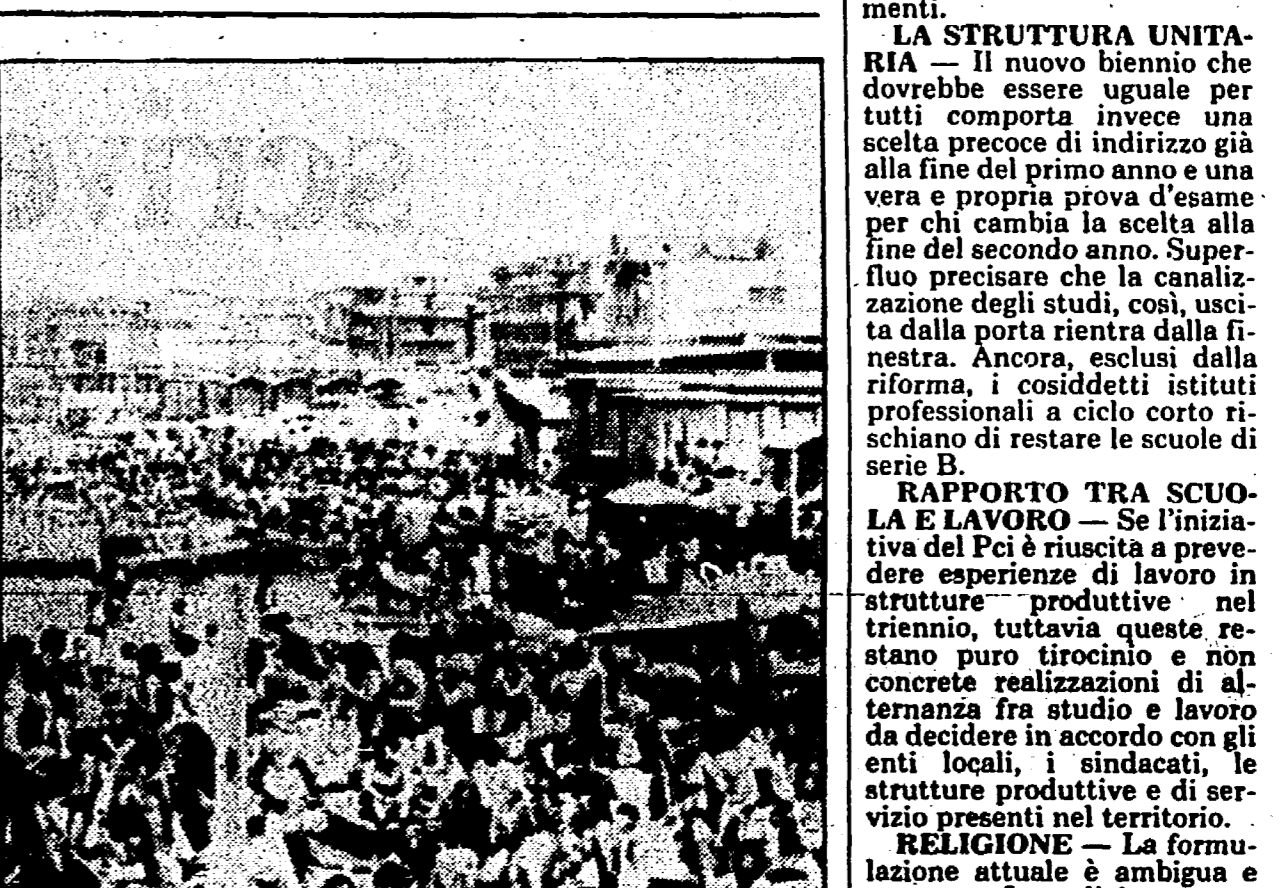 menti.
LA STRUTTURA UNITA-
RIA — Il nuovo biennio che
dovrebbe essere uguale per
tutti comporta invece una
scelta precoce di indirizzo già
alla fine del primo anno e una
vera e propria prova d'esame
per chi cambia la scelta alla
fine del secondo anno. Super-
fluo precisare che la canaliz-
zazione degli studi, così, usci-
ta dalla porta rientra dalla fi-
nestra. Ancora, esclusi dalla
riforma, i cosiddetti istituti
professionali a ciclo corto ri-
schiano di restare le scuole di
serie B.
RAPPORTO TRA SCUO-
LA E LAVORO — Se l'inizia-
tiva del Pci è riuscita a preve-
dere esperienze di lavoro in
strutture produttive nel
triennio, tuttavia queste re-
stano puro tirocinio e non
concrete realizzazioni di al-
ternanza fra studio e lavoro
da decidere in accordo con gli
enti locali, i sindacati, le
strutture produttive e di ser-
vizio presenti nel territorio.
RELIGIONE — La formu-
lazione attuale è ambigua e